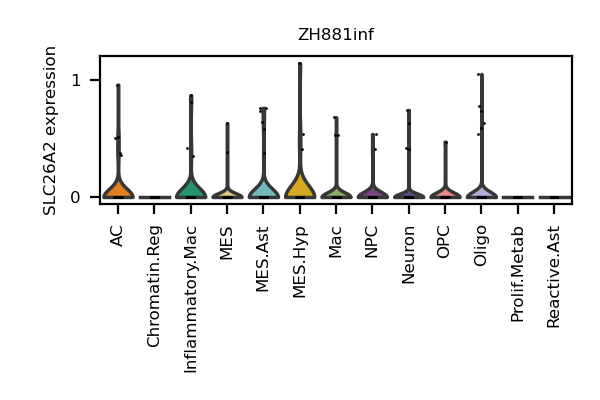 ZH881inf
SLC26A2 expression
1
0
AC
Chromatin.Reg
Inflammatory.Mac
MES
MES.Ast
MES.Hyp
Mac
NPC
Neuron
OPC
Oligo
Prolif.Metab
Reactive.Ast